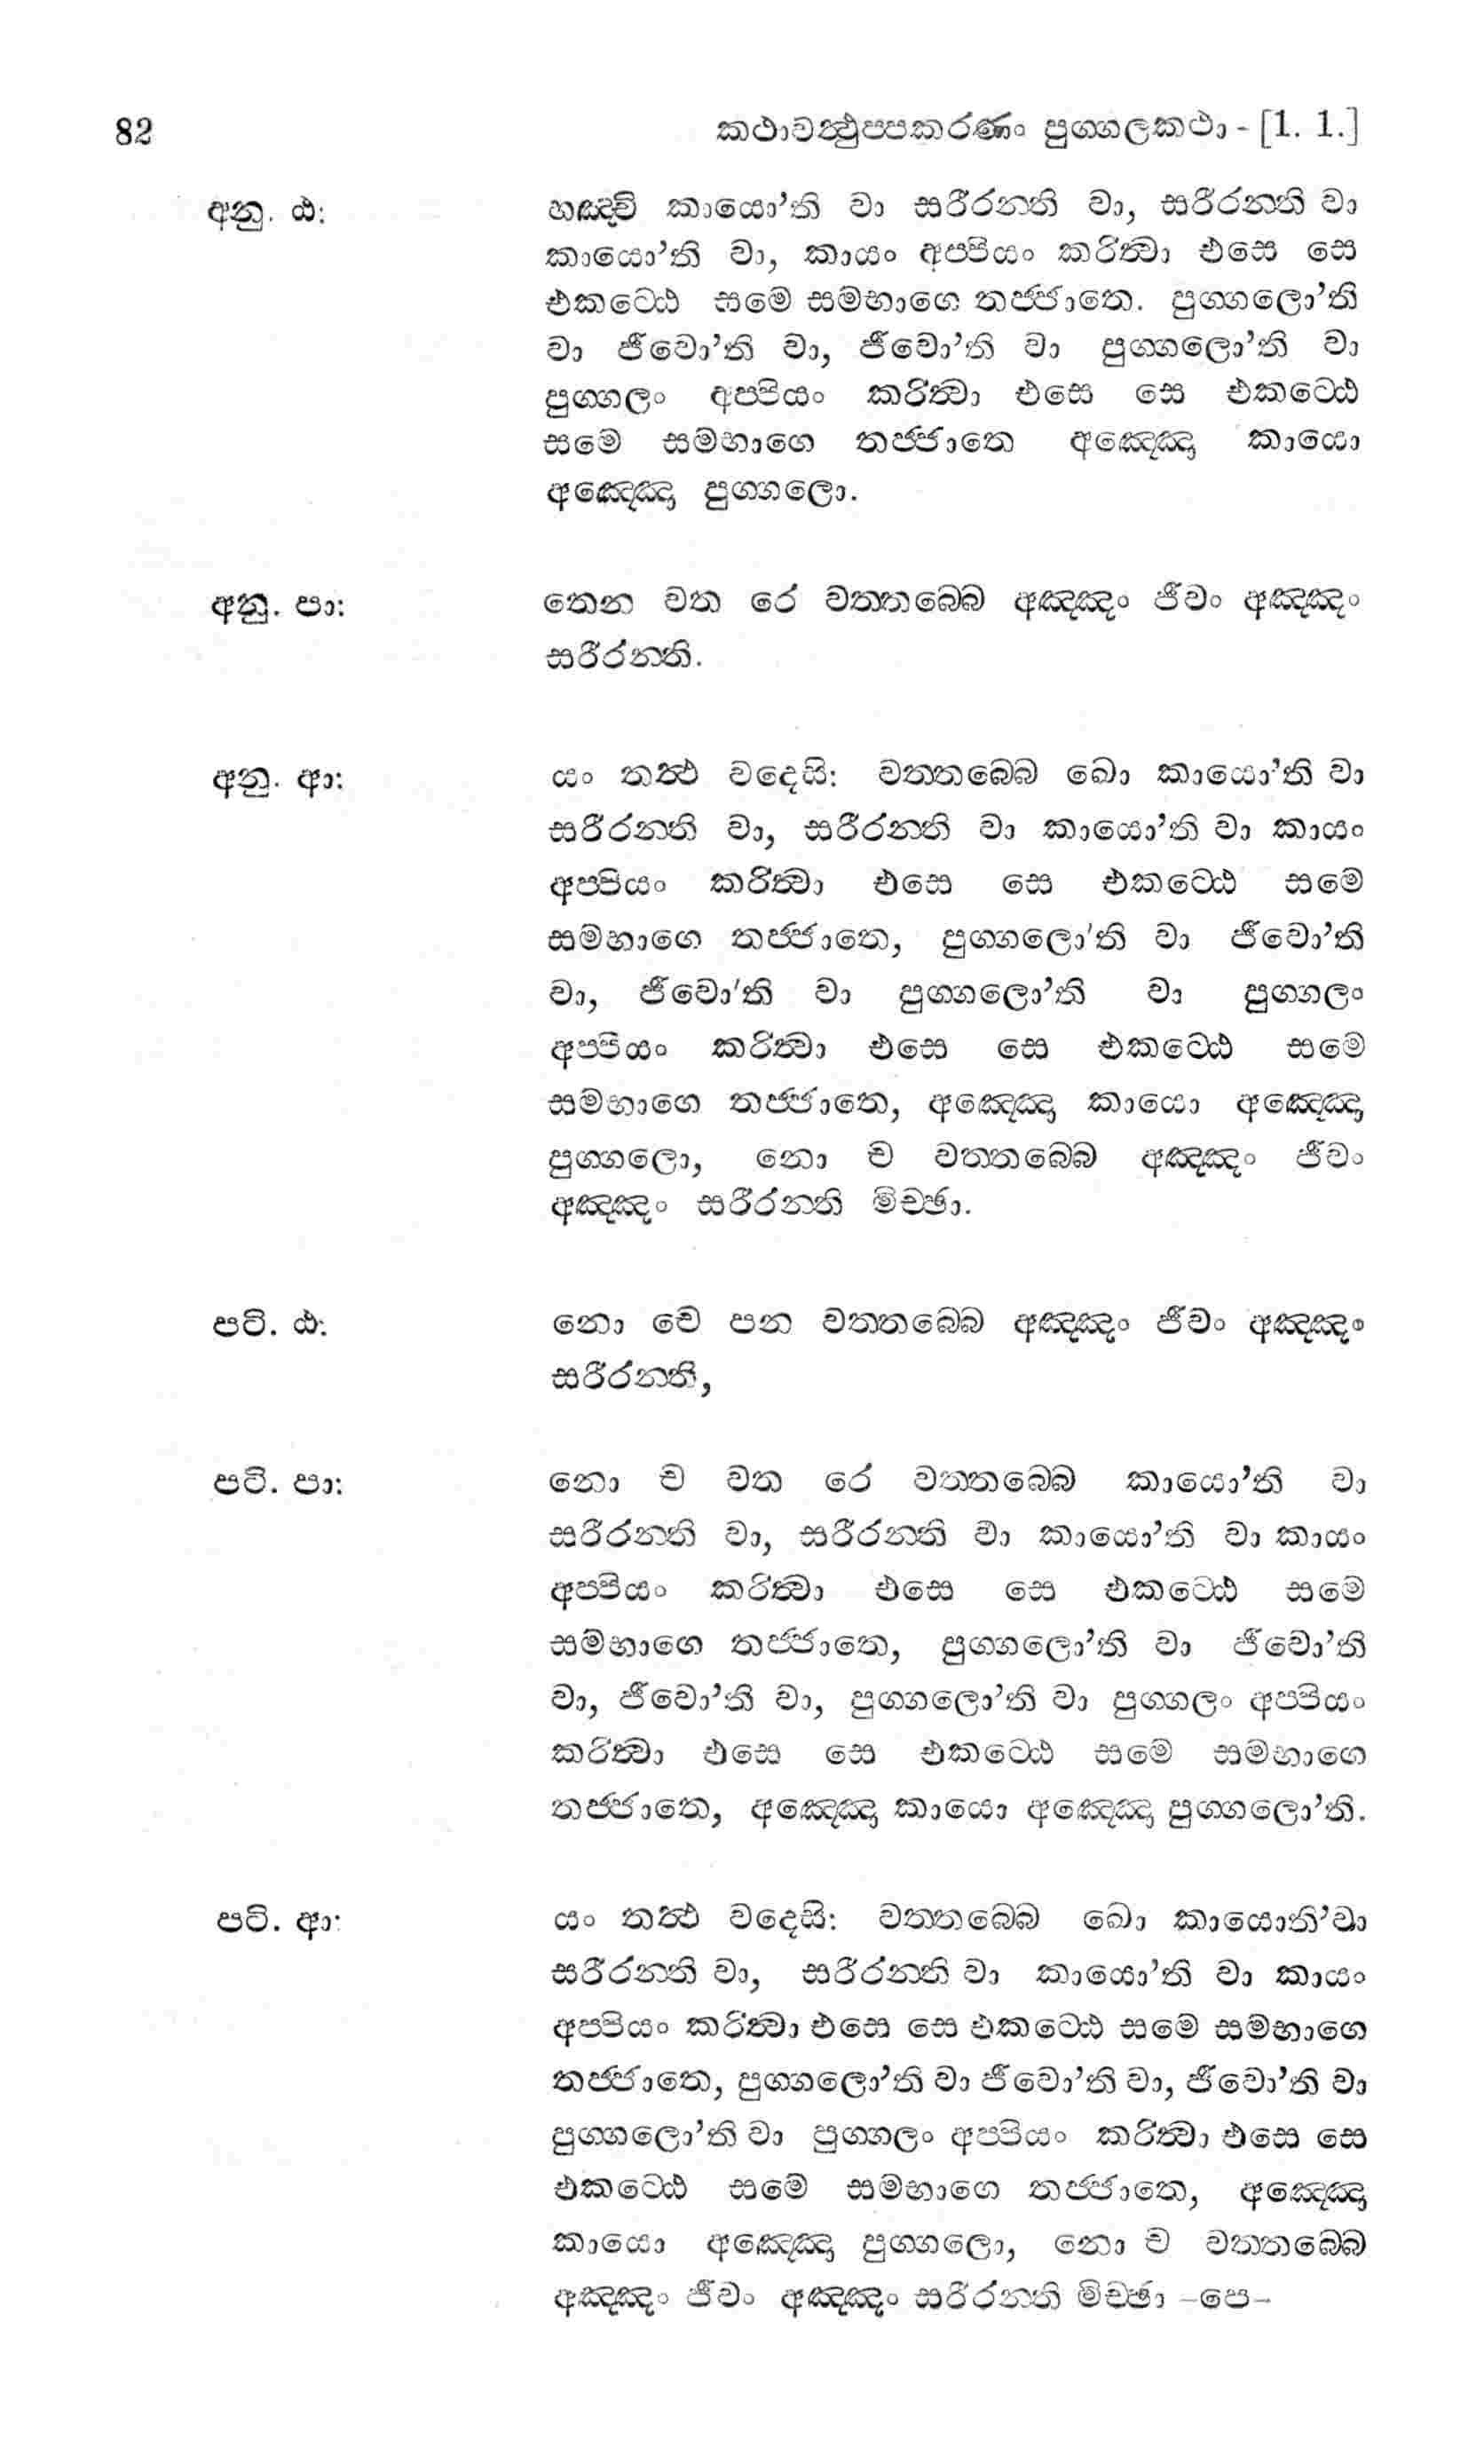 82 කථාවත්ථුප්පකරණං පුග්ගලකථා - [1. 1.]
අනු. ඨ: හඤ්චි කායො’ති වා සරීරන්ති වා, සරීරන්ති වා
කායො’ති වා, කායං අප්පියං කරිත්වා එසෙ සෙ
එකට්ඨෙ සමෙ සමභාගෙ තජ්ජාතෙ. පුග්ගලො’ති
වා ජීවො’ති වා, ජීවො’ති වා පුග්ගලො’ති වා
පුග්ගලං අප්පියං කරිත්වා එසෙ සෙ එකට්ඨෙ
සමෙ සමභාගෙ තජ්ජාතෙ අඤ්ඤො කායො
අඤ්ඤො පුග්ගලො.
අනු. පා: තෙන වත රෙ වත්තබ්බෙ අඤ්ඤං ජීවං අඤ්ඤං
සරීරන්ති.
අනු. ආ: යං තත්ථ වදෙසි: වත්තබ්බෙ ඛො කායො’ති වා
සරීරන්ති වා, සරීරන්ති වා කායො’ති වා කායං
අප්පියං කරිත්වා එසෙ සෙ එකට්ඨෙ සමෙ
සමභාගෙ තජ්ජාතෙ, පුග්ගලො’ති වා ජීවො’ති
වා, ජීවො’ති වා පුග්ගලො’ති වා පුග්ගලං
අප්පියං කරිත්වා එසෙ සෙ එකට්ඨෙ සමෙ
සමභාගෙ තජ්ජාතෙ, අඤ්ඤො කායො අඤ්ඤො
පුග්ගලො, නො ච වත්තබ්බෙ අඤ්ඤං ජීවං
අඤ්ඤං සරීරන්ති මිච්ඡා.
පටි. ඨ: නො චෙ පන වත්තබ්බෙ අඤ්ඤං ජීවං අඤ්ඤං
සරීරන්ති,
පටි. පා: නො ච වත රෙ වත්තබ්බෙ කායො’ති වා
සරීරන්ති වා, සරීරන්ති වා කායො’ති වා කායං
අප්පියං කරිත්වා එසෙ සෙ එකට්ඨෙ සමෙ
සමභාගෙ තජ්ජාතෙ, පුග්ගලො’ති වා ජීවො’ති
වා, ජීවො’ති වා, පුග්ගලො’ති වා පුග්ගලං අප්පියං
කරිත්වා එසෙ සෙ එකට්ඨෙ සමෙ සමභාගෙ
තජ්ජාතෙ, අඤ්ඤො කායො අඤ්ඤො පුග්ගලො’ති.
පටි. ආ: යං තත්ථ වදෙසි: වත්තබ්බෙ ඛො කායොති’වා
සරීරන්ති වා, සරීරන්ති වා කායො’ති වා කායං
අප්පියං කරිත්වා එසෙ සෙ එකට්ඨෙ සමෙ සමභාගෙ
තජ්ජාතෙ, පුග්ගලො’ති වා ජීවො’ති වා, ජීවො’ති වා
පුග්ගලො’ති වා පුග්ගලං අප්පියං කරිත්වා එසෙ සෙ
එකට්ඨෙ සමෙ සමභාගෙ තජ්ජාතෙ, අඤ්ඤො
කායො අඤ්ඤො පුග්ගලො, නො ච වත්තබ්බෙ
අඤ්ඤං ජීවං අඤ්ඤං සරීරන්ති මිච්ඡා –පෙ–